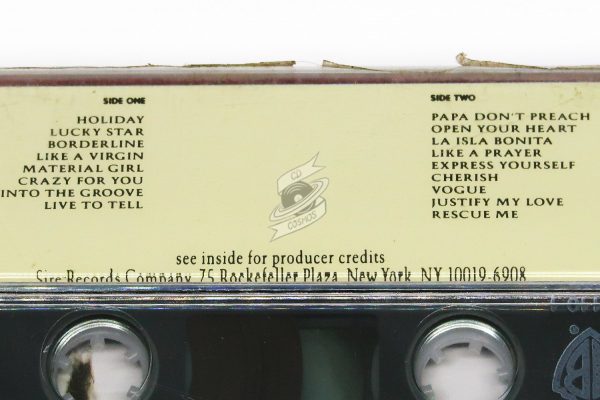 SIDE ONE
HOLIDAY
LUCKY STAR
BORDERLINE
LIKE A VIRGIN
MATERIAL GIRL
CRAZY FOR YOU
INTO THE GROOVE
LIVE TO TELL
SIDE TWO
PAPA DON'T PREACH
OPEN YOUR HEART
LA ISLA BONITA
LIKE A PRAYER
EXPRESS YOURSELF
CHERISH
VOGUE
JUSTIFY MY LOVE
RESCUE ME
CD
COSMOS
see inside for producer credits
Sire Records Company, 75 Rockefeller Plaza, New York, NY 10019-6908